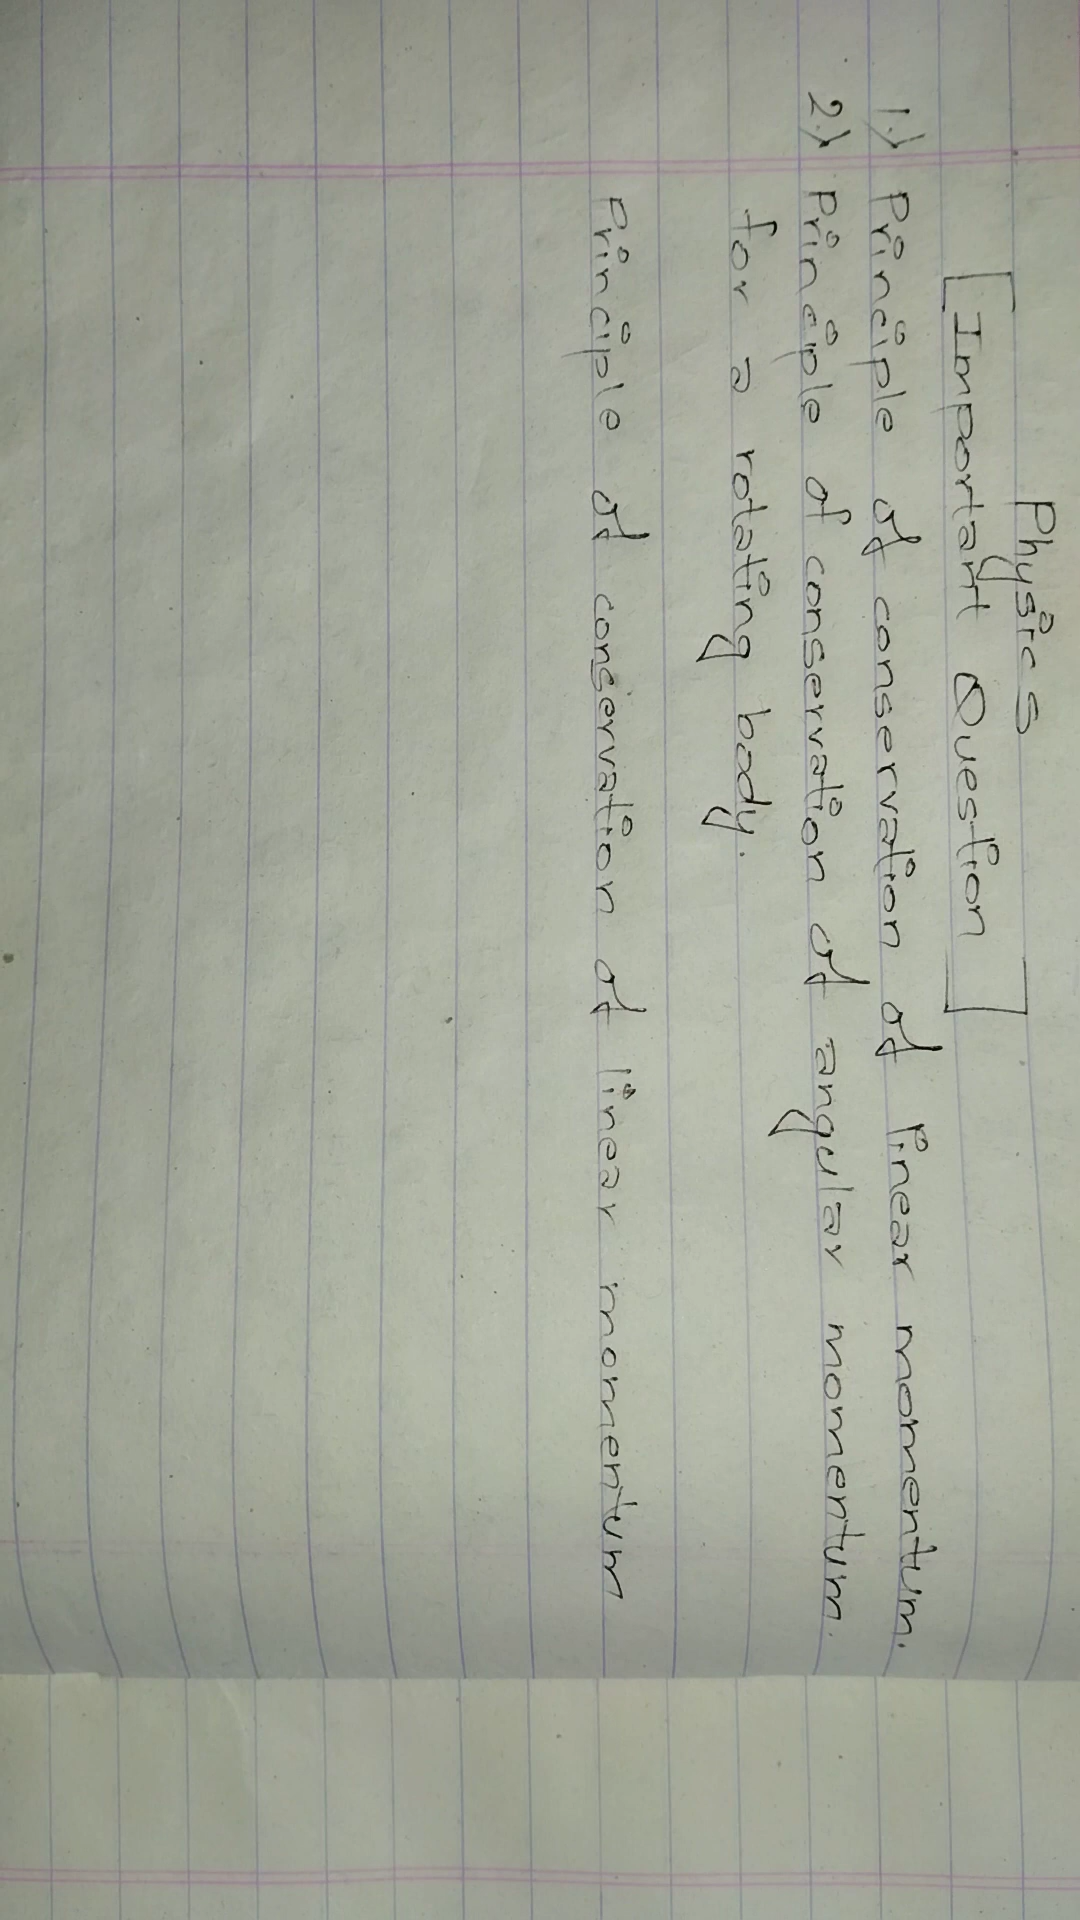 Physics
[Important Question]
1.) Principle of conservation of linear momentum.
2.) Principle of conservation of angular momentum.
for a rotating body.
Principle of conservation of linear momentum